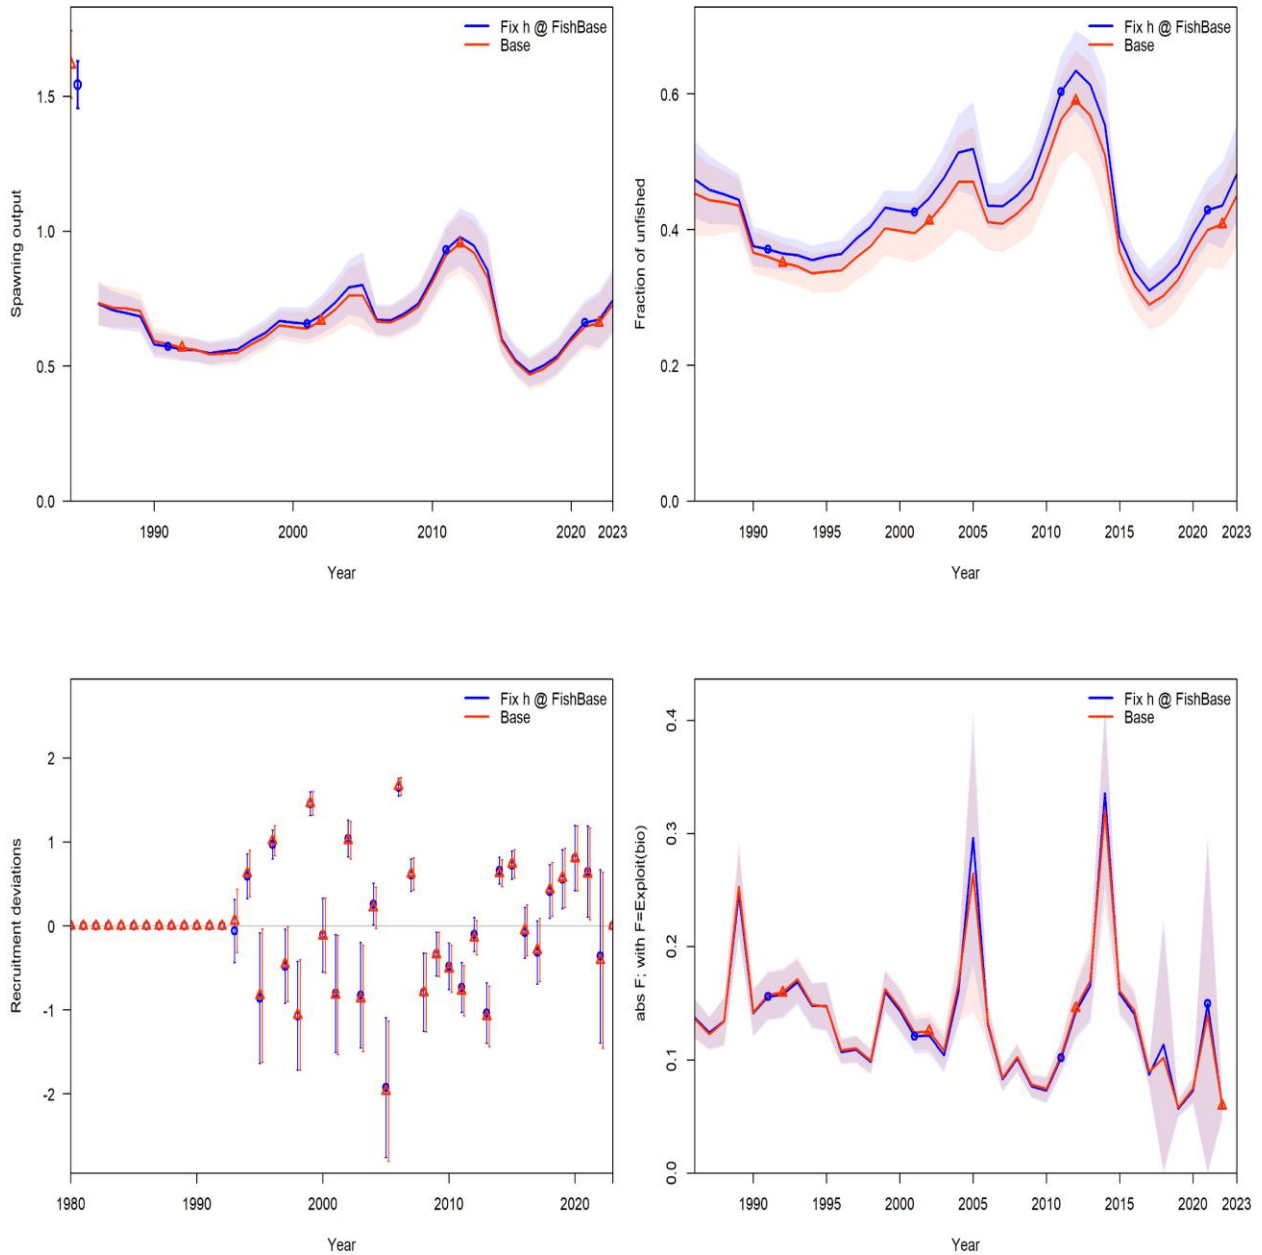 Fix h @ FishBase
Base
Spawning output
1.5
1.0
0.5
0.0
1990 2000 2010 2020 2023
Year
Fix h @ FishBase
Base
Fraction of unfished
0.6
0.4
0.2
0.0
1990 1995 2000 2005 2010 2015 2020 2023
Year
Fix h @ FishBase
Base
Recruitment deviations
2
1
0
-1
-2
1980 1990 2000 2010 2020
Year
Fix h @ FishBase
Base
abs F; with F=Exploit(bio)
0.4
0.3
0.2
0.1
0.0
1990 1995 2000 2005 2010 2015 2020 2023
Year